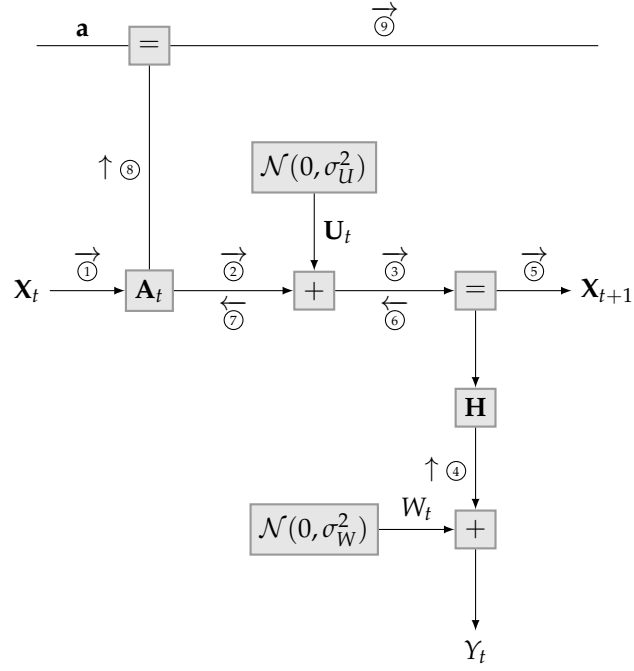 a = → ⑨
↑ ⑧
𝒩(0, σ_U^2)
U_t
X_t → ① A_t → ② + → ③ = → ⑤ X_{t+1}
← ⑦ ← ⑥
H
↑ ④
𝒩(0, σ_W^2) W_t +
Y_t